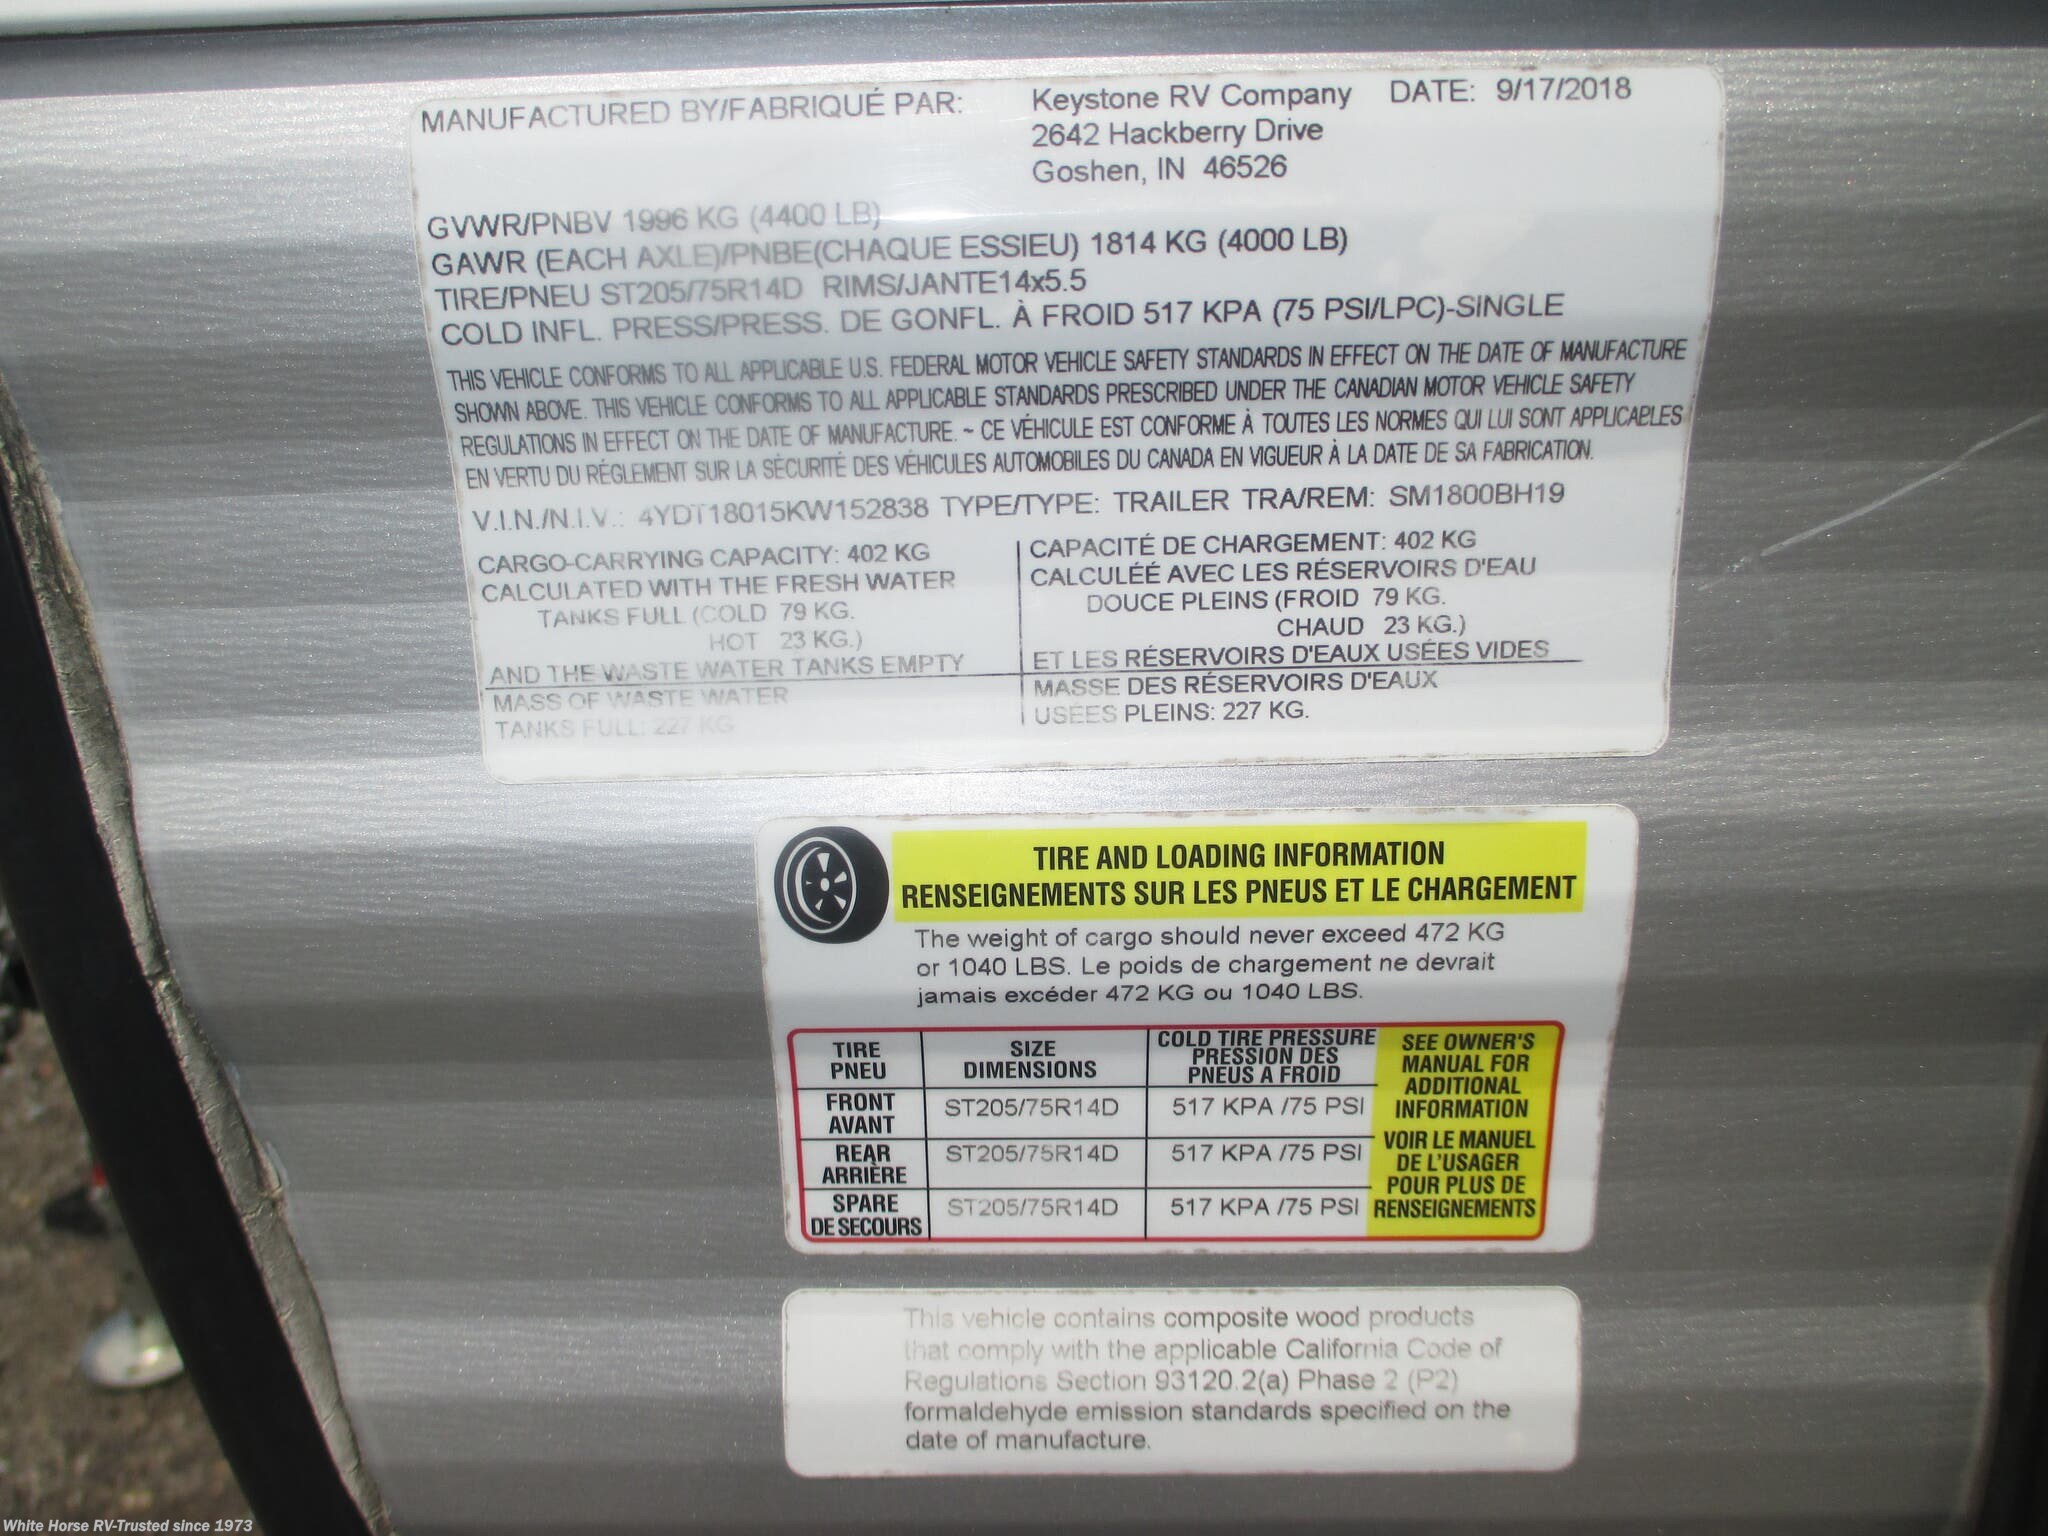 MANUFACTURED BY/FABRIQUÉ PAR: Keystone RV Company DATE: 9/17/2018
2642 Hackberry Drive
Goshen, IN 46526
GVWR/PNBV 1996 KG (4400 LB)
GAWR (EACH AXLE)/PNBE(CHAQUE ESSIEU) 1814 KG (4000 LB)
TIRE/PNEU ST205/75R14D RIMS/JANTE14x5.5
COLD INFL. PRESS/PRESS. DE GONFL. À FROID 517 KPA (75 PSI/LPC)-SINGLE
THIS VEHICLE CONFORMS TO ALL APPLICABLE U.S. FEDERAL MOTOR VEHICLE SAFETY STANDARDS IN EFFECT ON THE DATE OF MANUFACTURE
SHOWN ABOVE. THIS VEHICLE CONFORMS TO ALL APPLICABLE STANDARDS PRESCRIBED UNDER THE CANADIAN MOTOR VEHICLE SAFETY
REGULATIONS IN EFFECT ON THE DATE OF MANUFACTURE. ~ CE VÉHICULE EST CONFORME À TOUTES LES NORMES QUI LUI SONT APPLICABLES
EN VERTU DU RÉGLEMENT SUR LA SÉCURITÉ DES VÉHICULES AUTOMOBILES DU CANADA EN VIGUEUR À LA DATE DE SA FABRICATION.
V.I.N./N.I.V.: 4YDT18015KW152838 TYPE/TYPE: TRAILER TRA/REM: SM1800BH19
CARGO-CARRYING CAPACITY: 402 KG
CALCULATED WITH THE FRESH WATER
TANKS FULL (COLD 79 KG.
HOT 23 KG.)
AND THE WASTE WATER TANKS EMPTY
MASS OF WASTE WATER
TANKS FULL: 227 KG
CAPACITÉ DE CHARGEMENT: 402 KG
CALCULÉÉ AVEC LES RÉSERVOIRS D'EAU
DOUCE PLEINS (FROID 79 KG.
CHAUD 23 KG.)
ET LES RÉSERVOIRS D'EAUX USÉES VIDES
MASSE DES RÉSERVOIRS D'EAUX
USÉES PLEINS: 227 KG.
TIRE AND LOADING INFORMATION
RENSEIGNEMENTS SUR LES PNEUS ET LE CHARGEMENT
The weight of cargo should never exceed 472 KG
or 1040 LBS. Le poids de chargement ne devrait
jamais excéder 472 KG ou 1040 LBS.
TIRE
PNEU
SIZE
DIMENSIONS
COLD TIRE PRESSURE
PRESSION DES
PNEUS A FROID
FRONT
AVANT
ST205/75R14D
517 KPA /75 PSI
REAR
ARRIÈRE
ST205/75R14D
517 KPA /75 PSI
SPARE
DE SECOURS
ST205/75R14D
517 KPA /75 PSI
SEE OWNER'S
MANUAL FOR
ADDITIONAL
INFORMATION
VOIR LE MANUEL
DE L'USAGER
POUR PLUS DE
RENSEIGNEMENTS
This vehicle contains composite wood products
that comply with the applicable California Code of
Regulations Section 93120.2(a) Phase 2 (P2)
formaldehyde emission standards specified on the
date of manufacture.
White Horse RV-Trusted since 1973